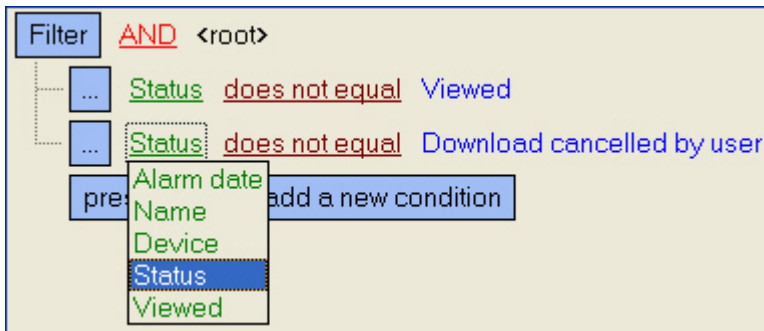 Filter AND <root>
... Status does not equal Viewed
... Status does not equal Download cancelled by user
Alarm date
pre add a new condition
Name
Device
Status
Viewed